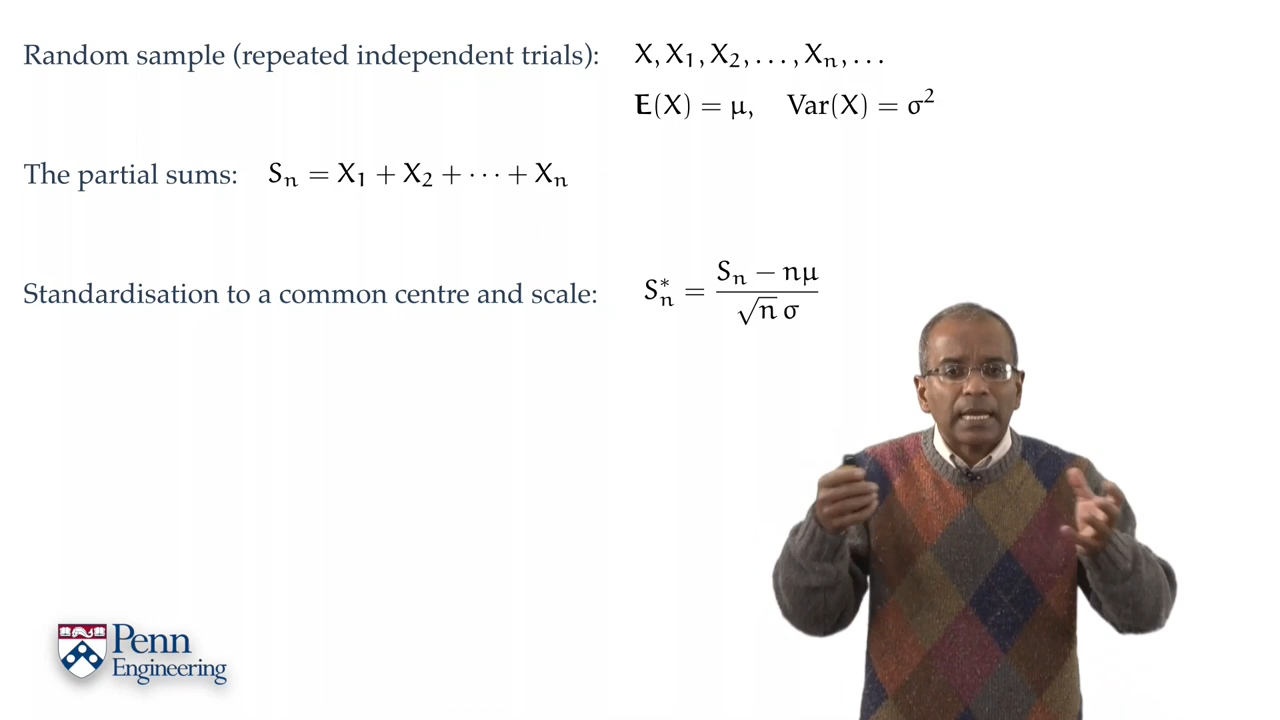 Random sample (repeated independent trials): X, X₁, X₂, . . . , Xₙ, . . .
E(X) = μ, Var(X) = σ²
The partial sums: Sₙ = X₁ + X₂ + · · · + Xₙ
Standardisation to a common centre and scale: Sₙ* = (Sₙ − nμ) / (√n σ)
Penn
Engineering